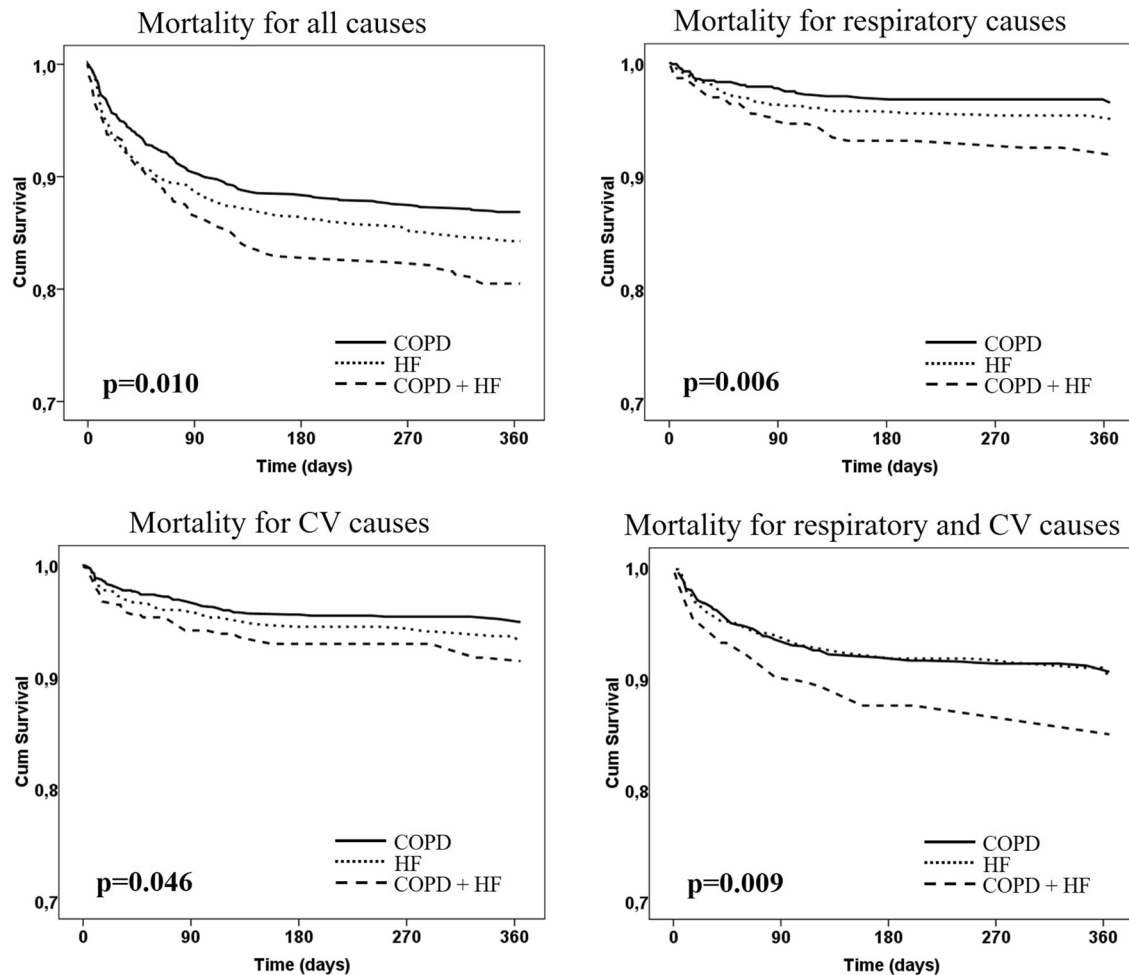 Mortality for all causes
1,0
0,9
0,8
0,7
Cum Survival
COPD
HF
COPD + HF
p=0.010
0
90
180
270
360
Time (days)
Mortality for respiratory causes
1,0
0,9
0,8
0,7
Cum Survival
COPD
HF
COPD + HF
p=0.006
0
90
180
270
360
Time (days)
Mortality for CV causes
1,0
0,9
0,8
0,7
Cum Survival
COPD
HF
COPD + HF
p=0.046
0
90
180
270
360
Time (days)
Mortality for respiratory and CV causes
1,0
0,9
0,8
0,7
Cum Survival
COPD
HF
COPD + HF
p=0.009
0
90
180
270
360
Time (days)